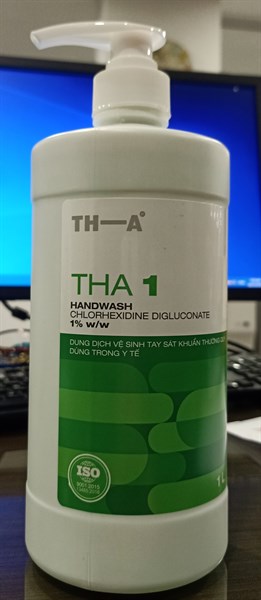 TH—A®
THA 1
HANDWASH
CHLORHEXIDINE DIGLUCONATE
1% w/w
DUNG DỊCH VỆ SINH TAY SÁT KHUẨN THƯỜNG
DÙNG TRONG Y TẾ
ISO
1 L